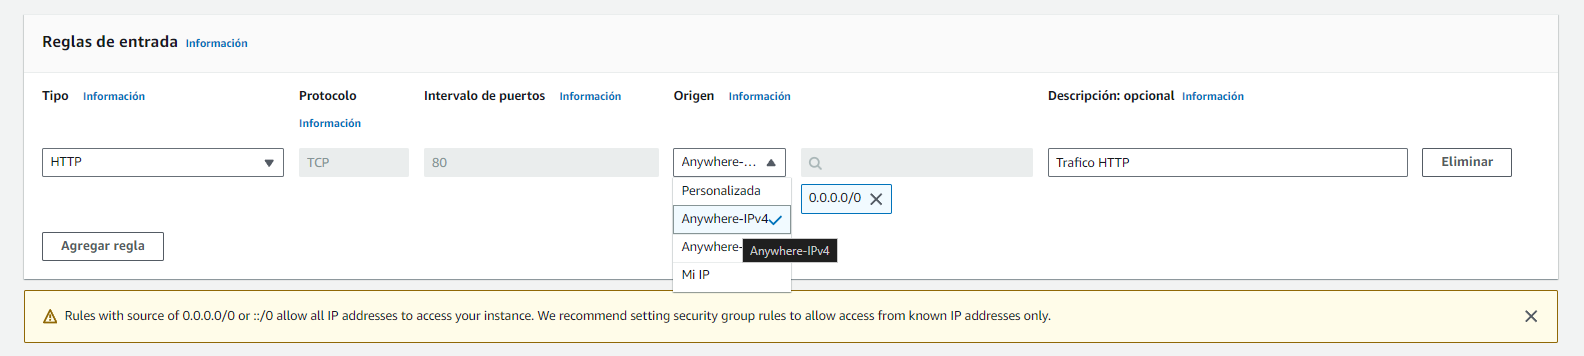 Reglas de entrada Información
Tipo Información Protocolo Información Intervalo de puertos Información Origen Información Descripción: opcional Información
HTTP TCP 80 Anywhere-... Trafico HTTP Eliminar
Personalizada
0.0.0.0/0
Anywhere-IPv4
Anywhere-
Anywhere-IPv4
Mi IP
Agregar regla
Rules with source of 0.0.0.0/0 or ::/0 allow all IP addresses to access your instance. We recommend setting security group rules to allow access from known IP addresses only.